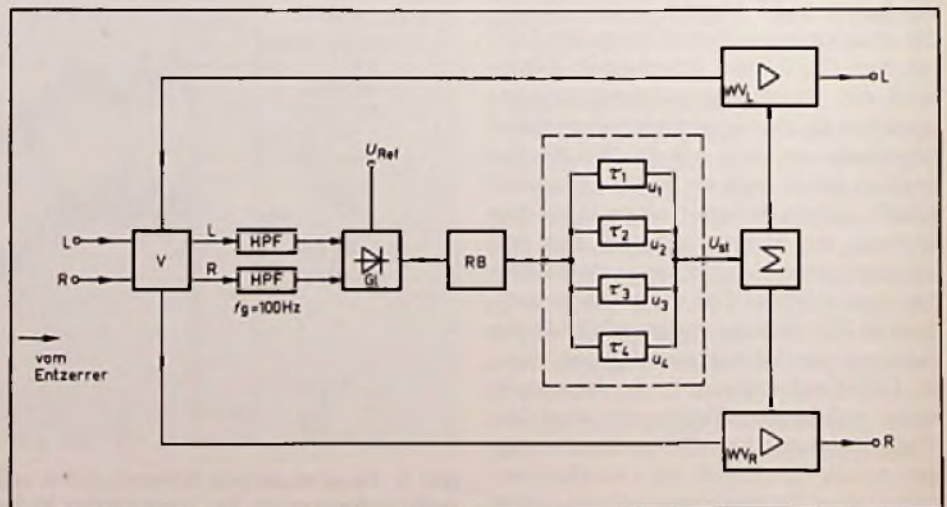 WV_L
L
U_Ref
τ₁
u₁
L
V
L
HPF
GL
RB
τ₂
u₂
U_st
Σ
R
R
HPF
τ₃
u₃
f_g=100Hz
τ₄
u₄
vom
Entzerrer
WV_R
R